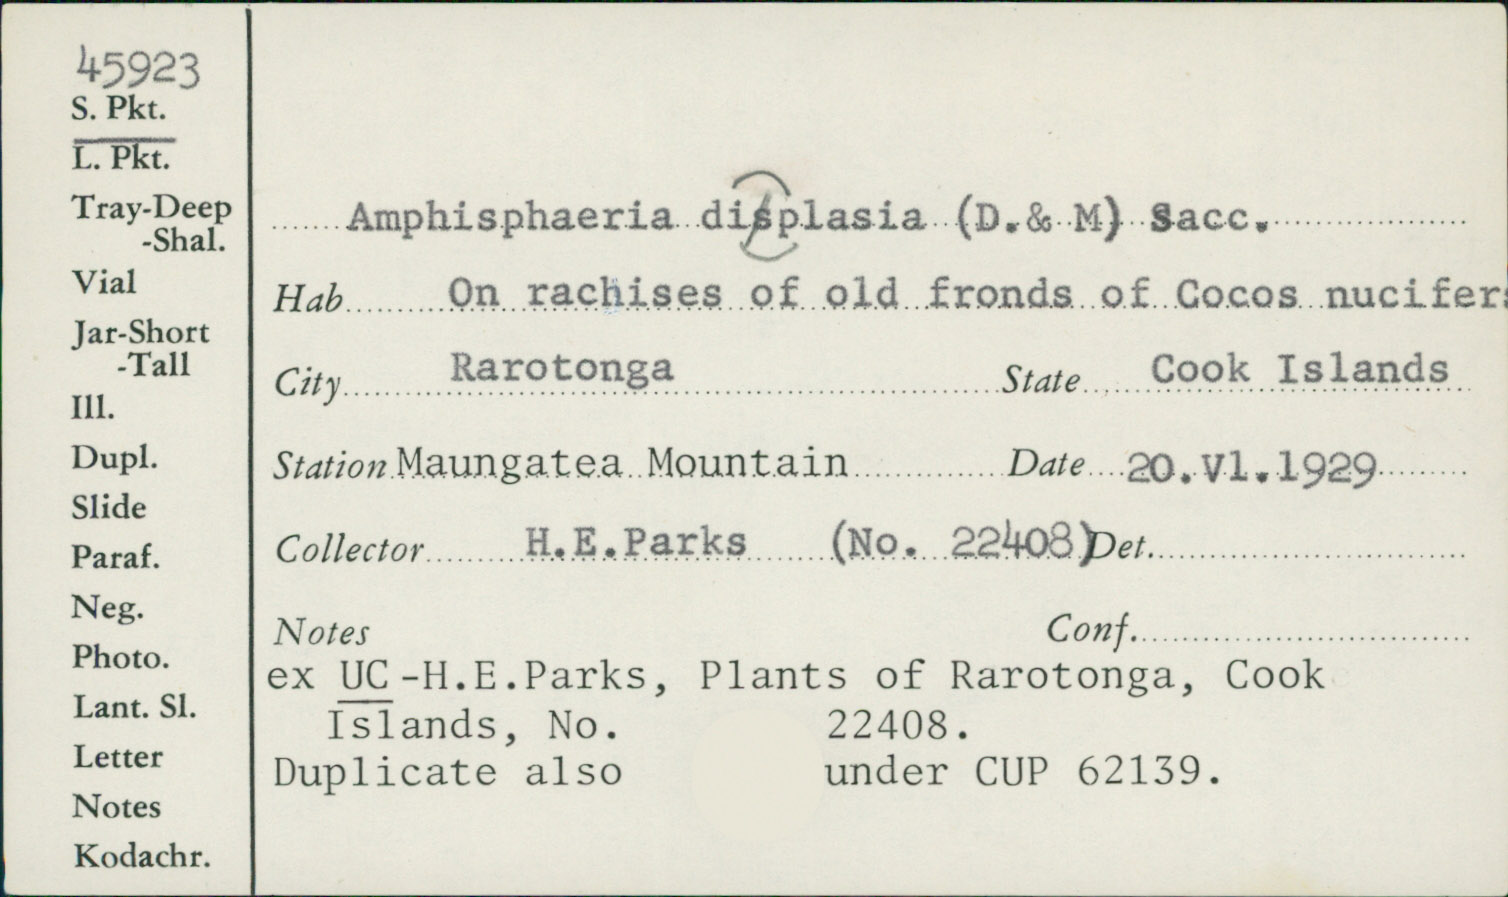 45923
S. Pkt.
L. Pkt.
Tray-Deep
-Shal.
Vial
Jar-Short
-Tall
Ill.
Dupl.
Slide
Paraf.
Neg.
Photo.
Lant. Sl.
Letter
Notes
Kodachr.
Amphisphaeria displasia (D.& M) Sacc.
Hab On rachises of old fronds of Cocos nucifera
City Rarotonga State Cook Islands
Station Maungatea Mountain Date 20.Vl.1929
Collector H.E.Parks (No. 22408) Det.
Notes Conf.
ex UC-H.E.Parks, Plants of Rarotonga, Cook
Islands, No. 22408.
Duplicate also under CUP 62139.